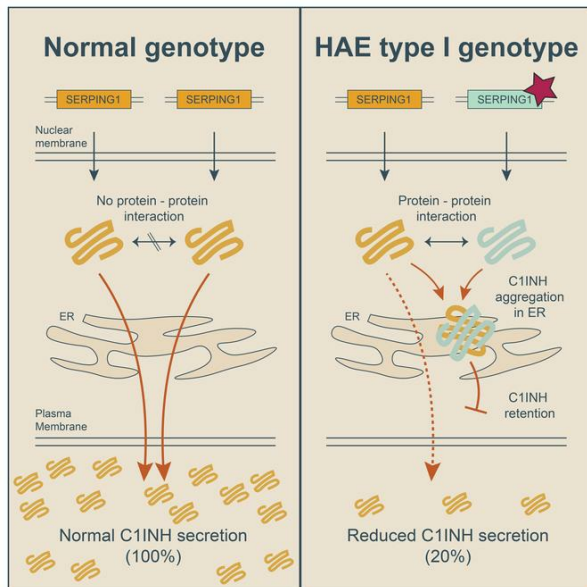 Normal genotype
SERPING1
SERPING1
Nuclear
membrane
No protein - protein
interaction
ER
Plasma
Membrane
Normal C1INH secretion
(100%)
HAE type I genotype
SERPING1
SERPING1
Protein - protein
interaction
C1INH
aggregation
in ER
C1INH
retention
Reduced C1INH secretion
(20%)